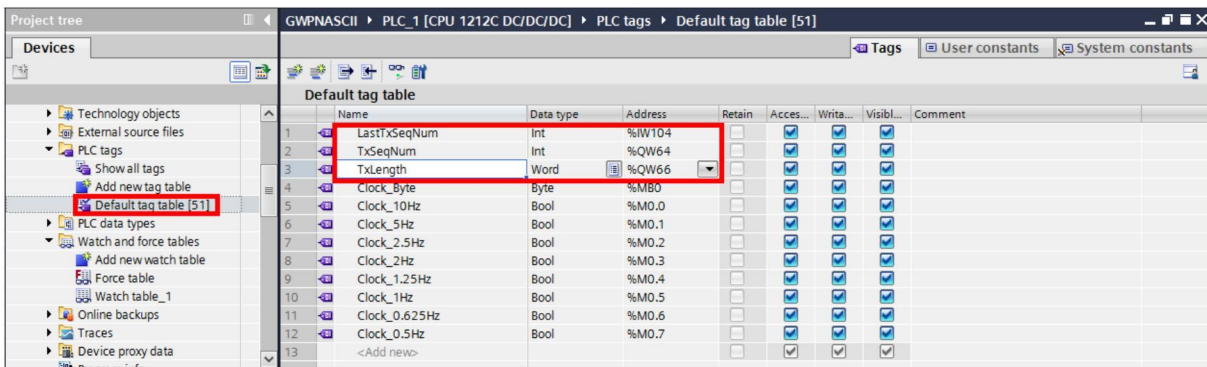 Project tree
GWPNASCII ▸ PLC_1 [CPU 1212C DC/DC/DC] ▸ PLC tags ▸ Default tag table [51]
Devices
Tags User constants System constants
Default tag table
Name Data type Address Retain Acces... Writa... Visibl... Comment
Technology objects
External source files
PLC tags
Show all tags
Add new tag table
Default tag table [51]
PLC data types
Watch and force tables
Add new watch table
Force table
Watch table_1
Online backups
Traces
Device proxy data
1 LastTxSeqNum Int %IW104
2 TxSeqNum Int %QW64
3 TxLength Word %QW66
4 Clock_Byte Byte %MB0
5 Clock_10Hz Bool %M0.0
6 Clock_5Hz Bool %M0.1
7 Clock_2.5Hz Bool %M0.2
8 Clock_2Hz Bool %M0.3
9 Clock_1.25Hz Bool %M0.4
10 Clock_1Hz Bool %M0.5
11 Clock_0.625Hz Bool %M0.6
12 Clock_0.5Hz Bool %M0.7
13 <Add new>